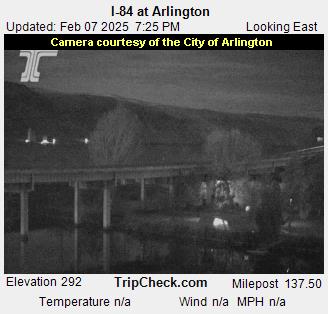 I-84 at Arlington
Updated: Feb 07 2025 7:25 PM Looking East
Camera courtesy of the City of Arlington
Elevation 292 TripCheck.com Milepost 137.50
Temperature n/a Wind n/a MPH n/a